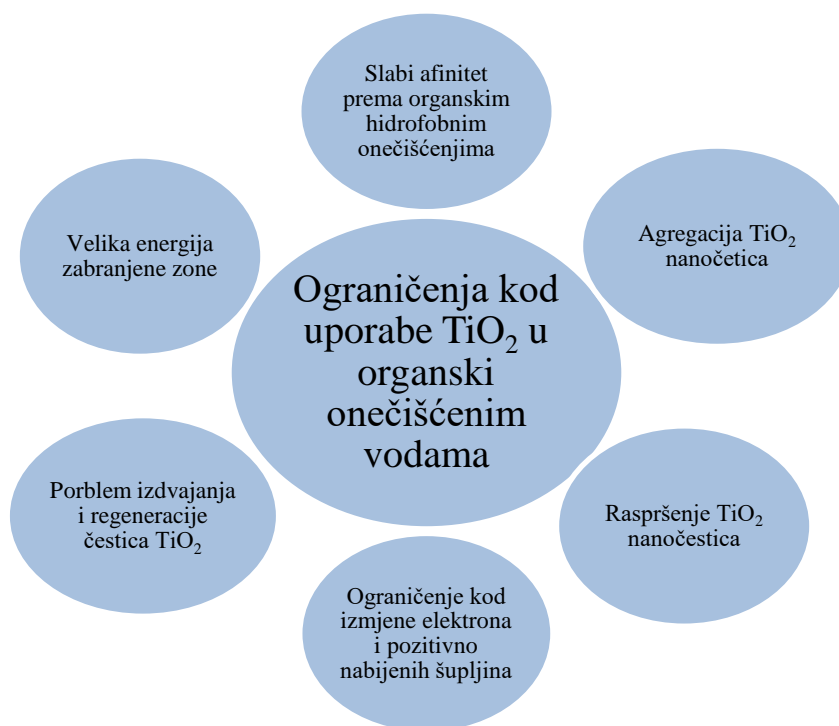 Slabi afinitet
prema organskim
hidrofobnim
onečišćenjima
Velika energija
zabranjene zone
Agregacija TiO₂
nanočetica
Ograničenja kod
uporabe TiO₂ u
organski
onečišćenim
vodama
Porblem izdvajanja
i regeneracije
čestica TiO₂
Raspršenje TiO₂
nanočestica
Ograničenje kod
izmjene elektrona
i pozitivno
nabijenih šupljina